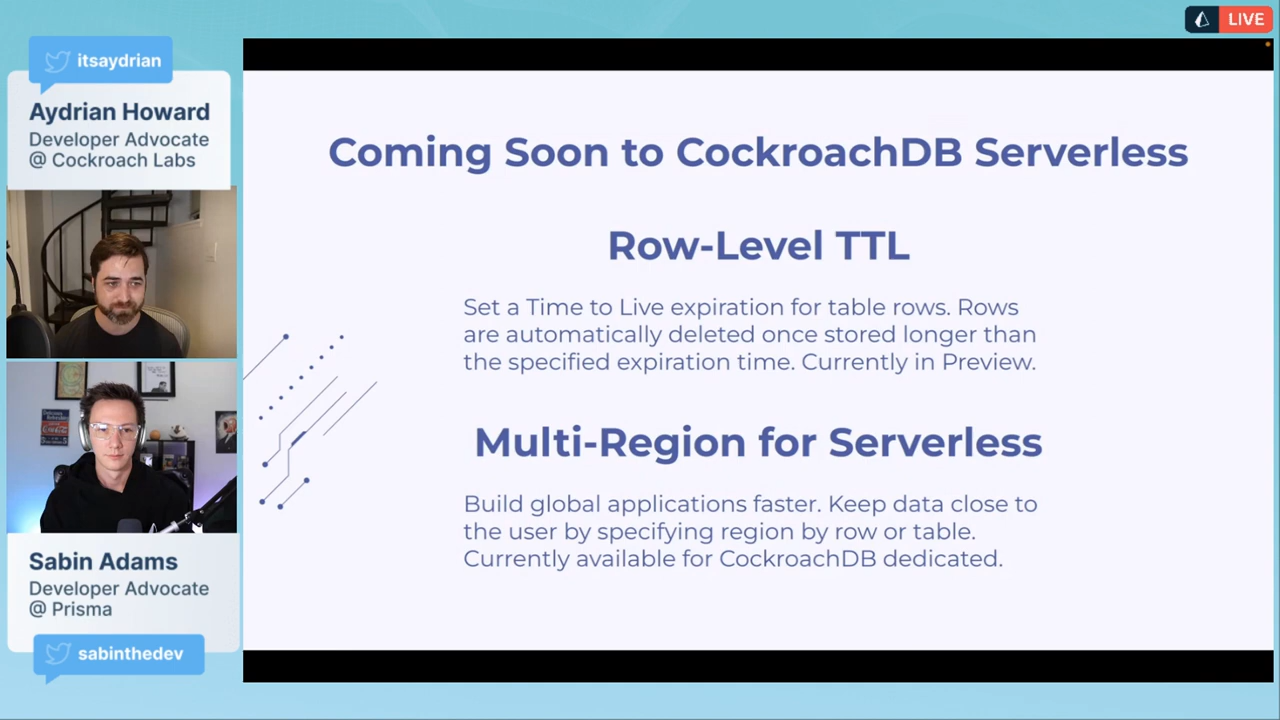 LIVE
itsaydrian
Aydrian Howard
Developer Advocate
@ Cockroach Labs
Sabin Adams
Developer Advocate
@ Prisma
sabinthedev
Coming Soon to CockroachDB Serverless
Row-Level TTL
Set a Time to Live expiration for table rows. Rows
are automatically deleted once stored longer than
the specified expiration time. Currently in Preview.
Multi-Region for Serverless
Build global applications faster. Keep data close to
the user by specifying region by row or table.
Currently available for CockroachDB dedicated.